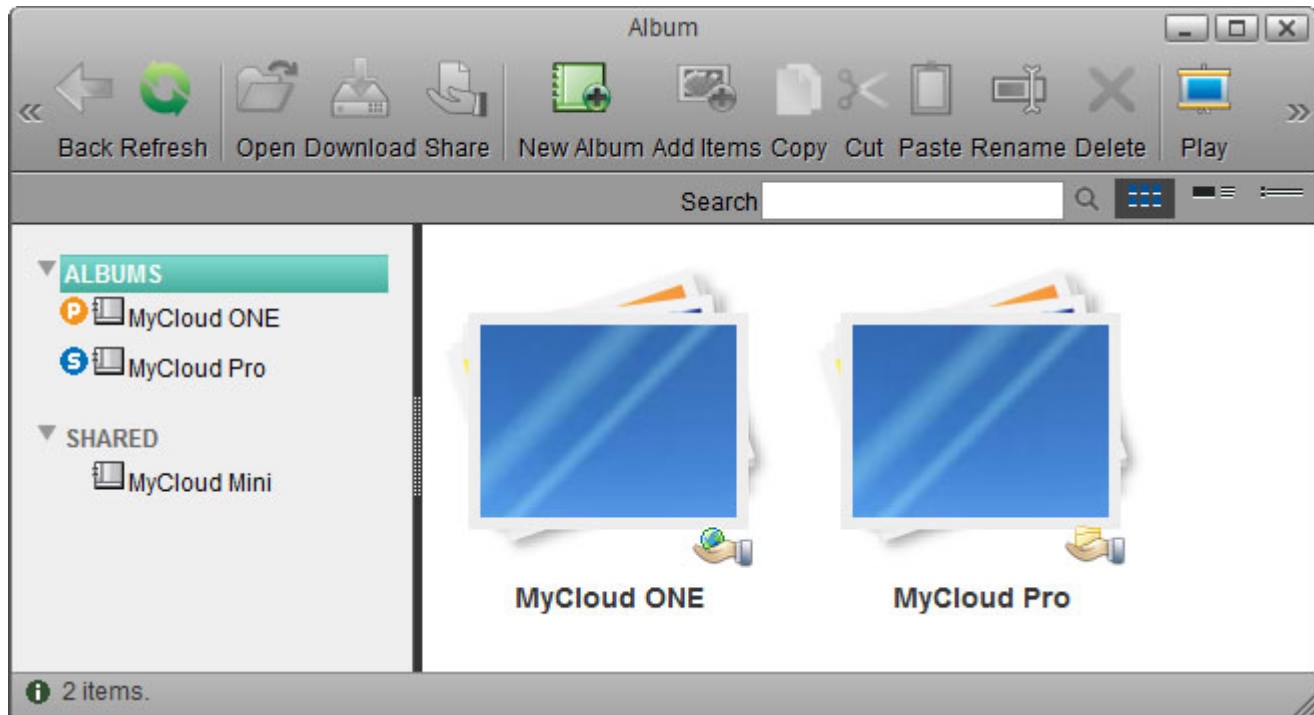 Album
Back Refresh Open Download Share New Album Add Items Copy Cut Paste Rename Delete Play
Search
ALBUMS
P MyCloud ONE
S MyCloud Pro
SHARED
MyCloud Mini
MyCloud ONE MyCloud Pro
2 items.